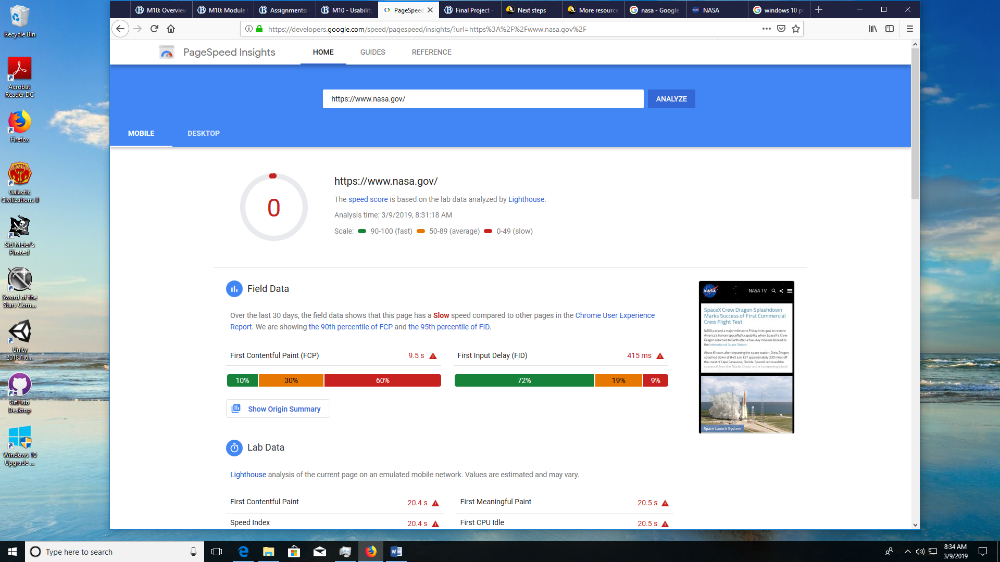 Recycle Bin
Acrobat
Reader DC
Firefox
Galactic
Civilizations II
Sid Meier's
Pirates!
Sword of the
Stars Com...
Unity
2018.1.6...
GitHub
Desktop
Windows 10
Upgrade ...
M10: Overview
M10: Module
Assignments:
M10 - Usability
PageSpeed
Final Project -
Next steps
More resource
nasa - Google
NASA
windows 10 pr
https://developers.google.com/speed/pagespeed/insights/?url=https%3A%2F%2Fwww.nasa.gov%2F
PageSpeed Insights
HOME
GUIDES
REFERENCE
https://www.nasa.gov/
ANALYZE
MOBILE
DESKTOP
0
https://www.nasa.gov/
The speed score is based on the lab data analyzed by Lighthouse.
Analysis time: 3/9/2019, 8:31:18 AM
Scale: 90-100 (fast) 50-89 (average) 0-49 (slow)
Field Data
Over the last 30 days, the field data shows that this page has a Slow speed compared to other pages in the Chrome User Experience
Report. We are showing the 90th percentile of FCP and the 95th percentile of FID.
First Contentful Paint (FCP) 9.5 s
10% 30% 60%
First Input Delay (FID) 415 ms
72% 19% 9%
Show Origin Summary
NASA
NASA TV
SpaceX Crew Dragon Splashdown
Marks Success of First Commercial
Crew Flight Test
NASA passed a major milestone Friday in its goal to restore
America's human spaceflight capability when SpaceX's Crew
Dragon returned to Earth after a five-day mission docked to
the International Space Station.
About 6 hours after departing the space station, Crew Dragon
splashed down at 8:45 a.m. EST approximately 230 miles off
the coast of Cape Canaveral, Florida. SpaceX retrieved the
spacecraft from the Atlantic Ocean and is transporting it back
Space Launch System
Lab Data
Lighthouse analysis of the current page on an emulated mobile network. Values are estimated and may vary.
First Contentful Paint 20.4 s
First Meaningful Paint 20.5 s
Speed Index 20.4 s
First CPU Idle 20.5 s
Type here to search
8:34 AM
3/9/2019